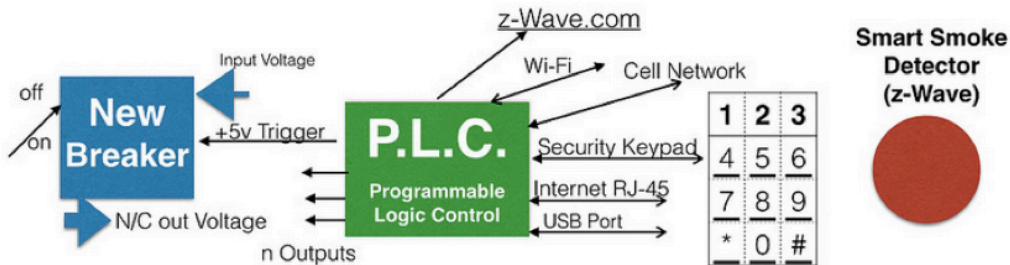 z-Wave.com
Wi-Fi
Cell Network
Smart Smoke
Detector
(z-Wave)
Input Voltage
off
on
New
Breaker
+5v Trigger
P.L.C.
Programmable
Logic Control
Security Keypad
Internet RJ-45
USB Port
N/C out Voltage
n Outputs
1 2 3
4 5 6
7 8 9
* 0 #